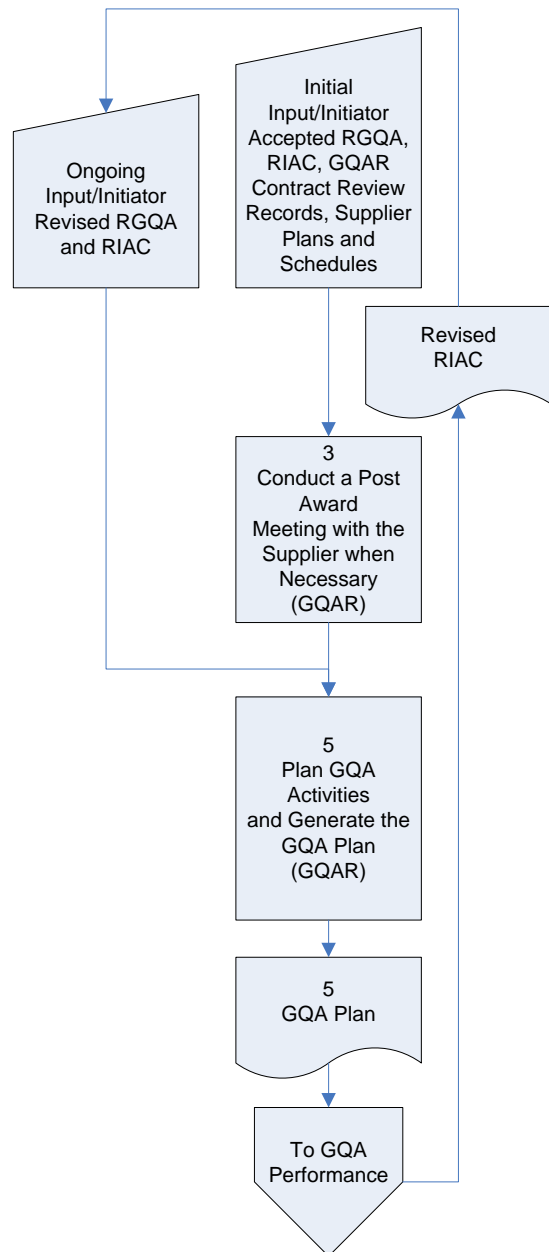 Initial
Input/Initiator
Accepted RGQA,
RIAC, GQAR
Contract Review
Records, Supplier
Plans and
Schedules
Ongoing
Input/Initiator
Revised RGQA
and RIAC
Revised
RIAC
3
Conduct a Post
Award
Meeting with the
Supplier when
Necessary
(GQAR)
5
Plan GQA
Activities
and Generate the
GQA Plan
(GQAR)
5
GQA Plan
To GQA
Performance